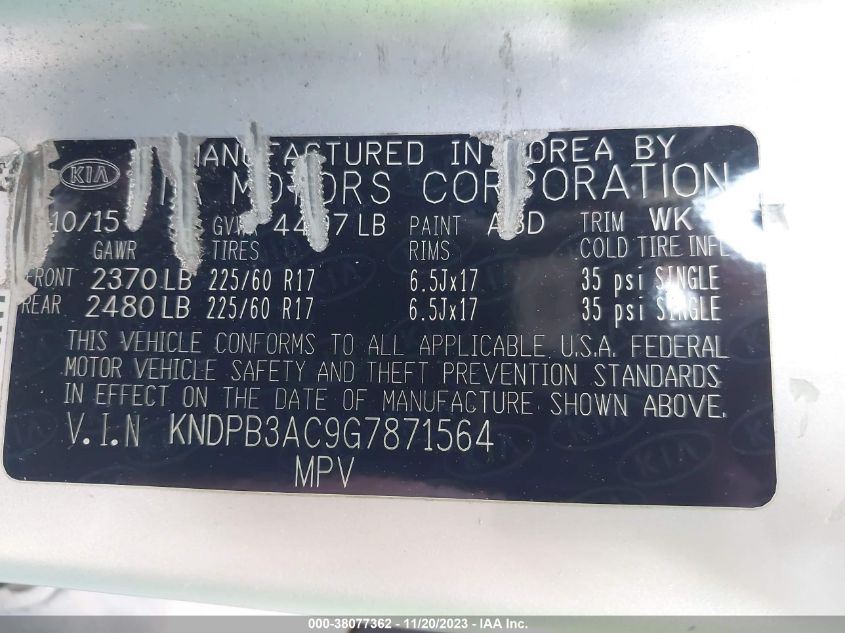 MANUFACTURED IN KOREA BY
KIA
MOTORS CORPORATION
10/15 LB PAINT TRIM WK
GAWR TIRES RIMS COLD TIRE INFL
FRONT 2370 LB 225/60 R17 6.5Jx17 35 psi SINGLE
REAR 2480 LB 225/60 R17 6.5Jx17 35 psi SINGLE
THIS VEHICLE CONFORMS TO ALL APPLICABLE U.S.A. FEDERAL
MOTOR VEHICLE SAFETY AND THEFT PREVENTION STANDARDS
IN EFFECT ON THE DATE OF MANUFACTURE SHOWN ABOVE.
V.I.N KNDPB3AC9G7871564
MPV
000-38077362 - 11/20/2023 - IAA Inc.